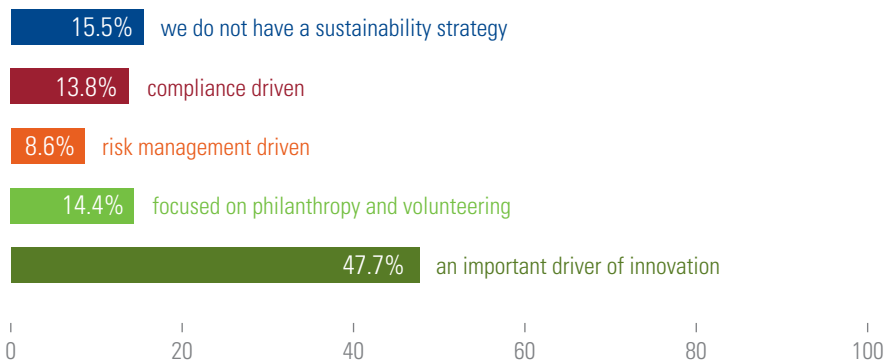 15.5% we do not have a sustainability strategy
13.8% compliance driven
8.6% risk management driven
14.4% focused on philanthropy and volunteering
47.7% an important driver of innovation
0 20 40 60 80 100